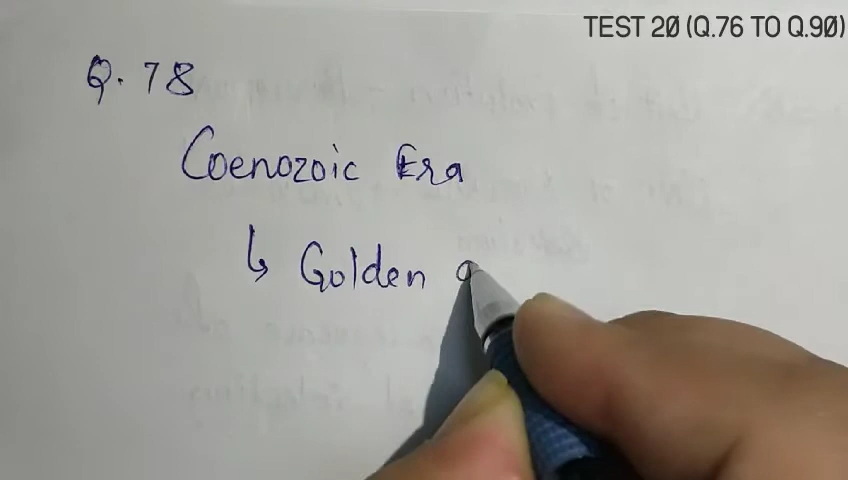 TEST 20 (Q.76 TO Q.90)
Q. 78
Coenozoic Era
↳ Golden a